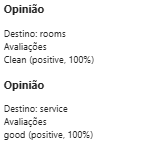 Opinião
Destino: rooms
Avaliações
Clean (positive, 100%)
Opinião
Destino: service
Avaliações
good (positive, 100%)